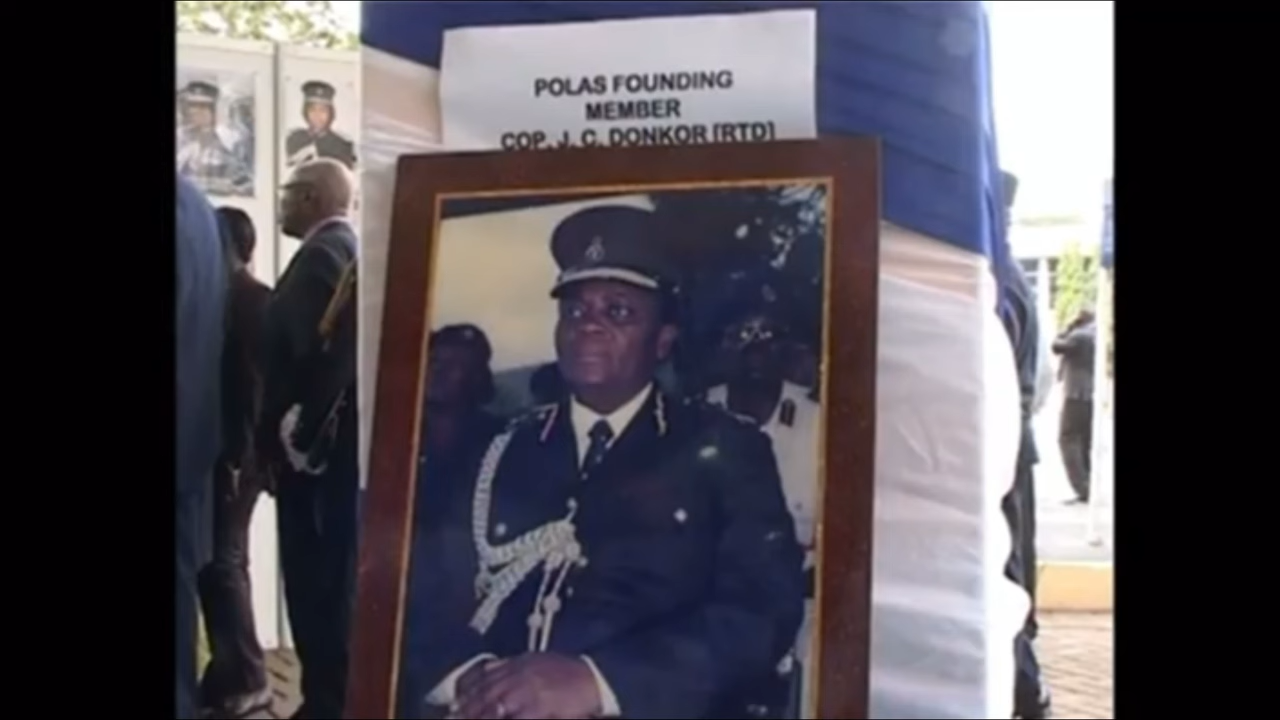 POLAS FOUNDING
MEMBER
COP. J. C. DONKOR [RTD]